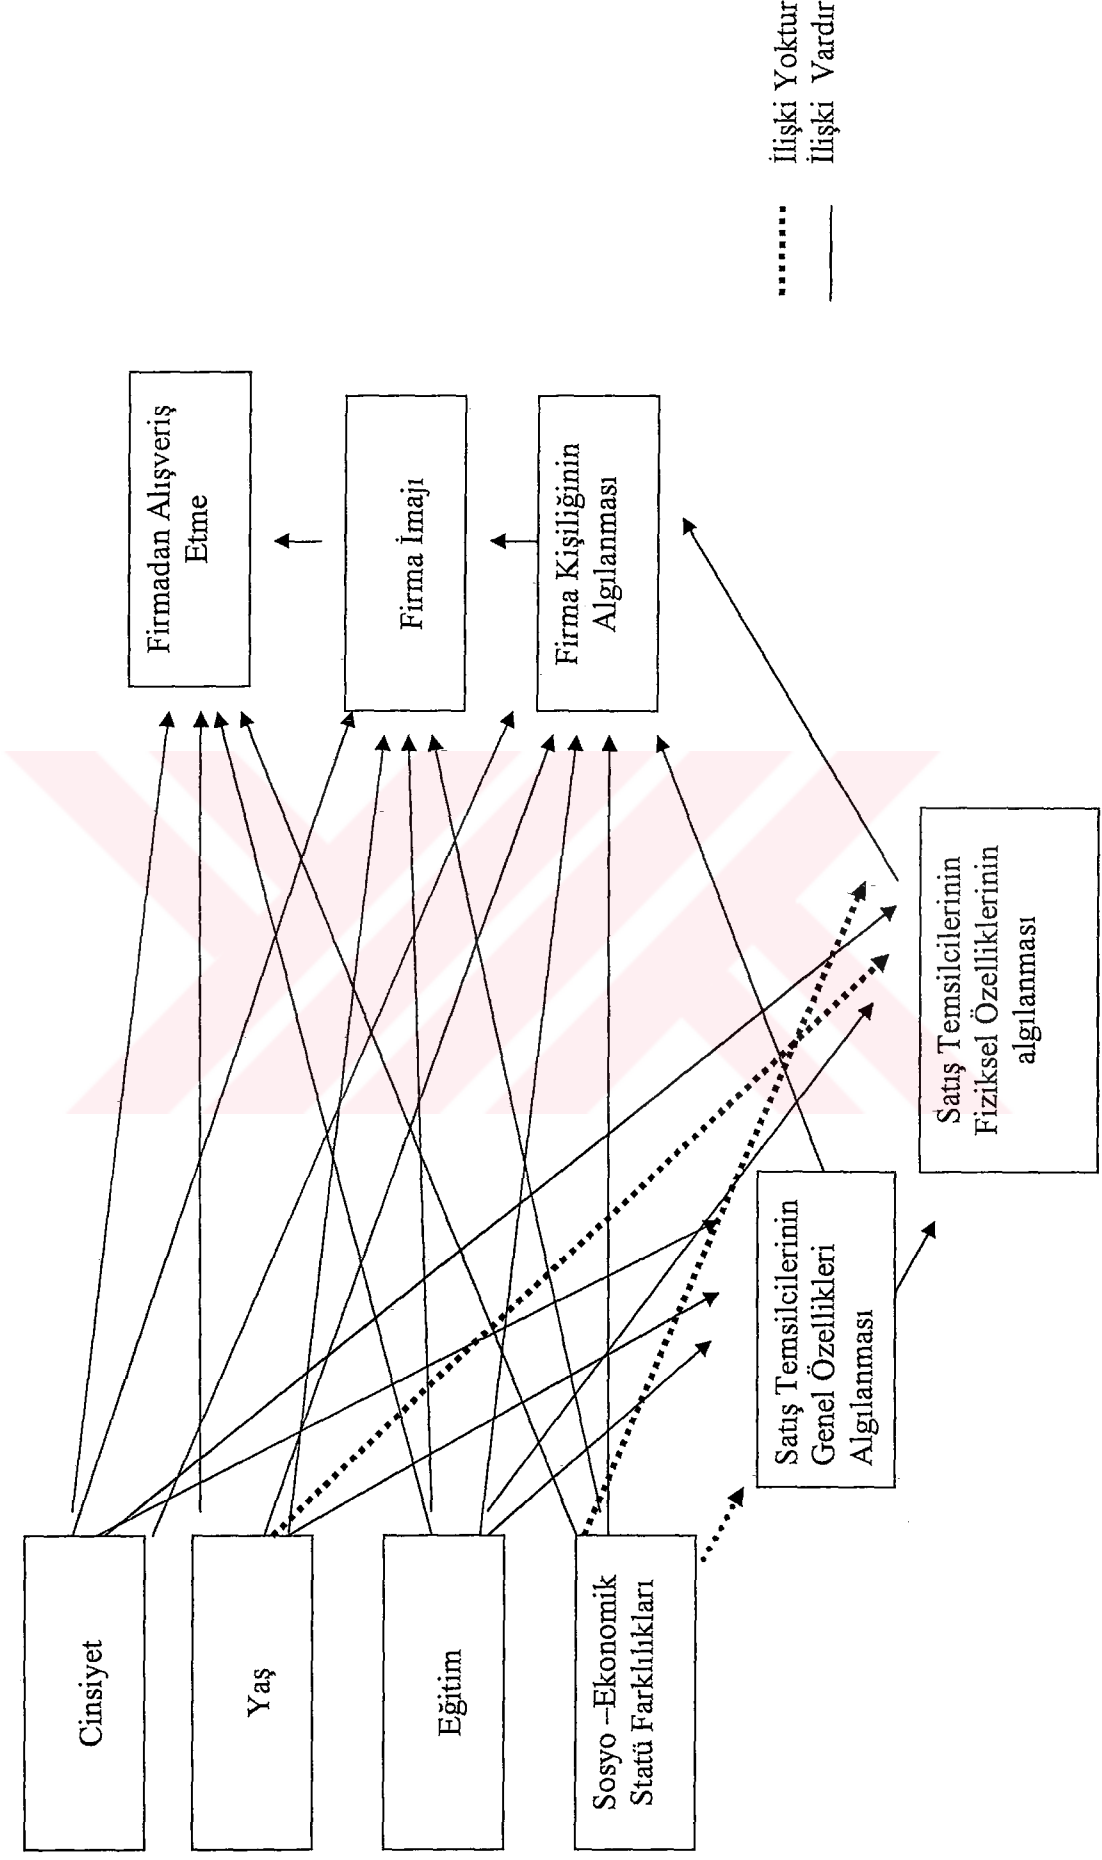 Cinsiyet
Yaş
Eğitim
Sosyo –Ekonomik
Statü Farklılıkları
Firmadan Alışveriş
Etme
Firma İmajı
Firma Kişiliğinin
Algılanması
Satış Temsilcilerinin
Genel Özellikleri
Algılanması
Satış Temsilcilerinin
Fiziksel Özelliklerinin
algılanması
İlişki Yoktur
İlişki Vardır